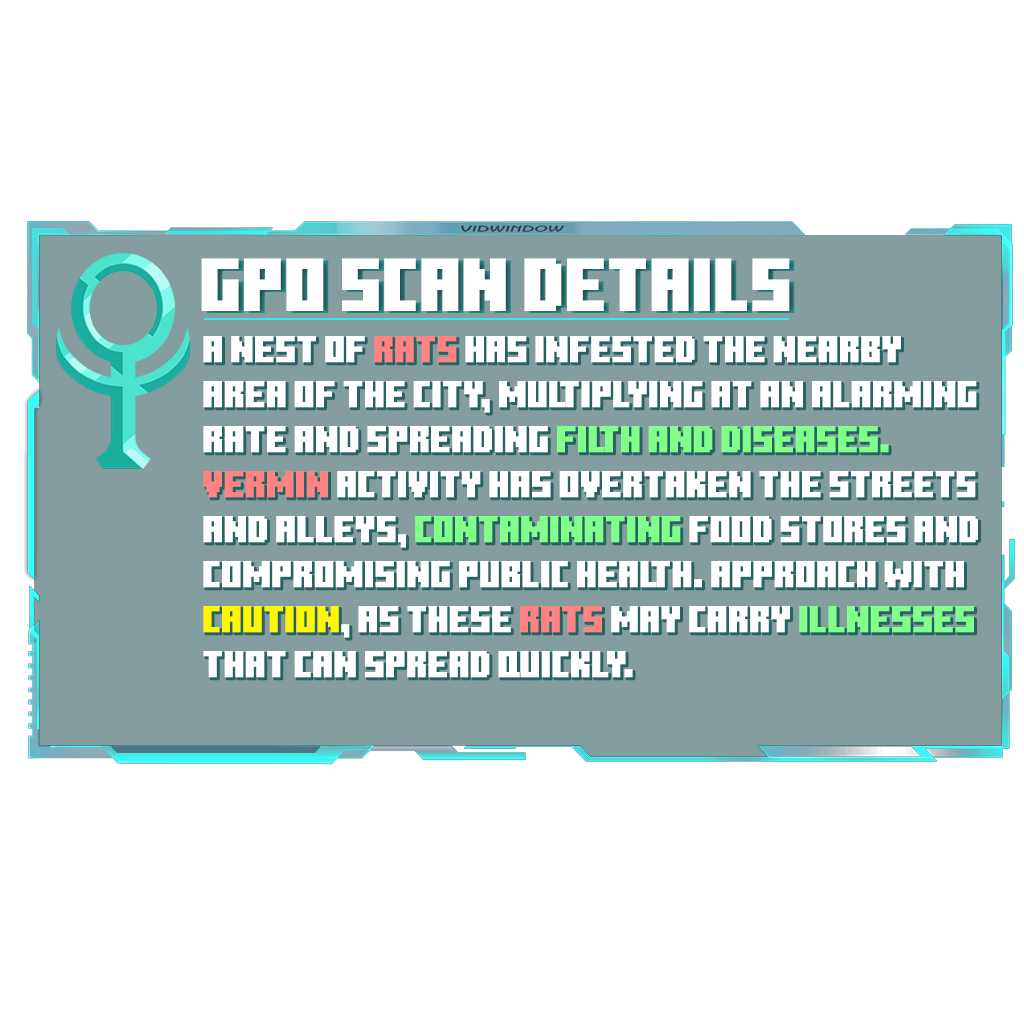 VIDWINDOW
GPO SCAN DETAILS
A NEST OF RATS HAS INFESTED THE NEARBY
AREA OF THE CITY, MULTIPLYING AT AN ALARMING
RATE AND SPREADING FILTH AND DISEASES.
VERMIN ACTIVITY HAS OVERTAKEN THE STREETS
AND ALLEYS, CONTAMINATING FOOD STORES AND
COMPROMISING PUBLIC HEALTH. APPROACH WITH
CAUTION, AS THESE RATS MAY CARRY ILLNESSES
THAT CAN SPREAD QUICKLY.